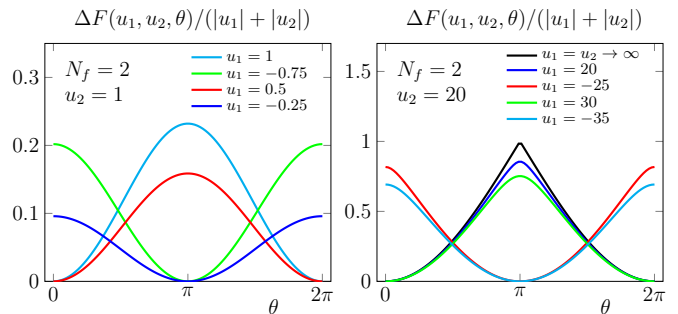 ΔF(u₁, u₂, θ)/(|u₁| + |u₂|)
N_f = 2
u₂ = 1
u₁ = 1
u₁ = −0.75
u₁ = 0.5
u₁ = −0.25
0.3
0.2
0.1
0
0 π 2π
θ
ΔF(u₁, u₂, θ)/(|u₁| + |u₂|)
N_f = 2
u₂ = 20
u₁ = u₂ → ∞
u₁ = 20
u₁ = −25
u₁ = 30
u₁ = −35
1.5
1
0.5
0
0 π 2π
θ